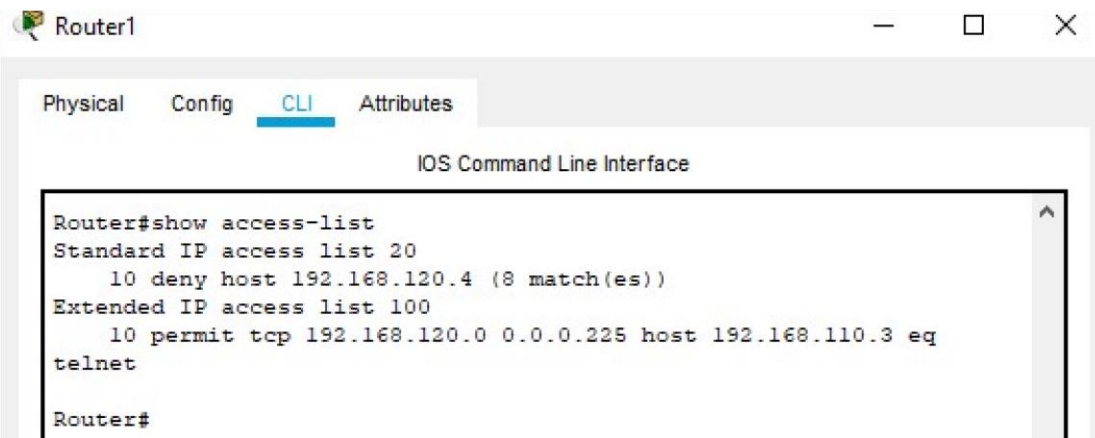 Router1
Physical Config CLI Attributes
IOS Command Line Interface
Router#show access-list
Standard IP access list 20
10 deny host 192.168.120.4 (8 match(es))
Extended IP access list 100
10 permit tcp 192.168.120.0 0.0.0.225 host 192.168.110.3 eq
telnet
Router#